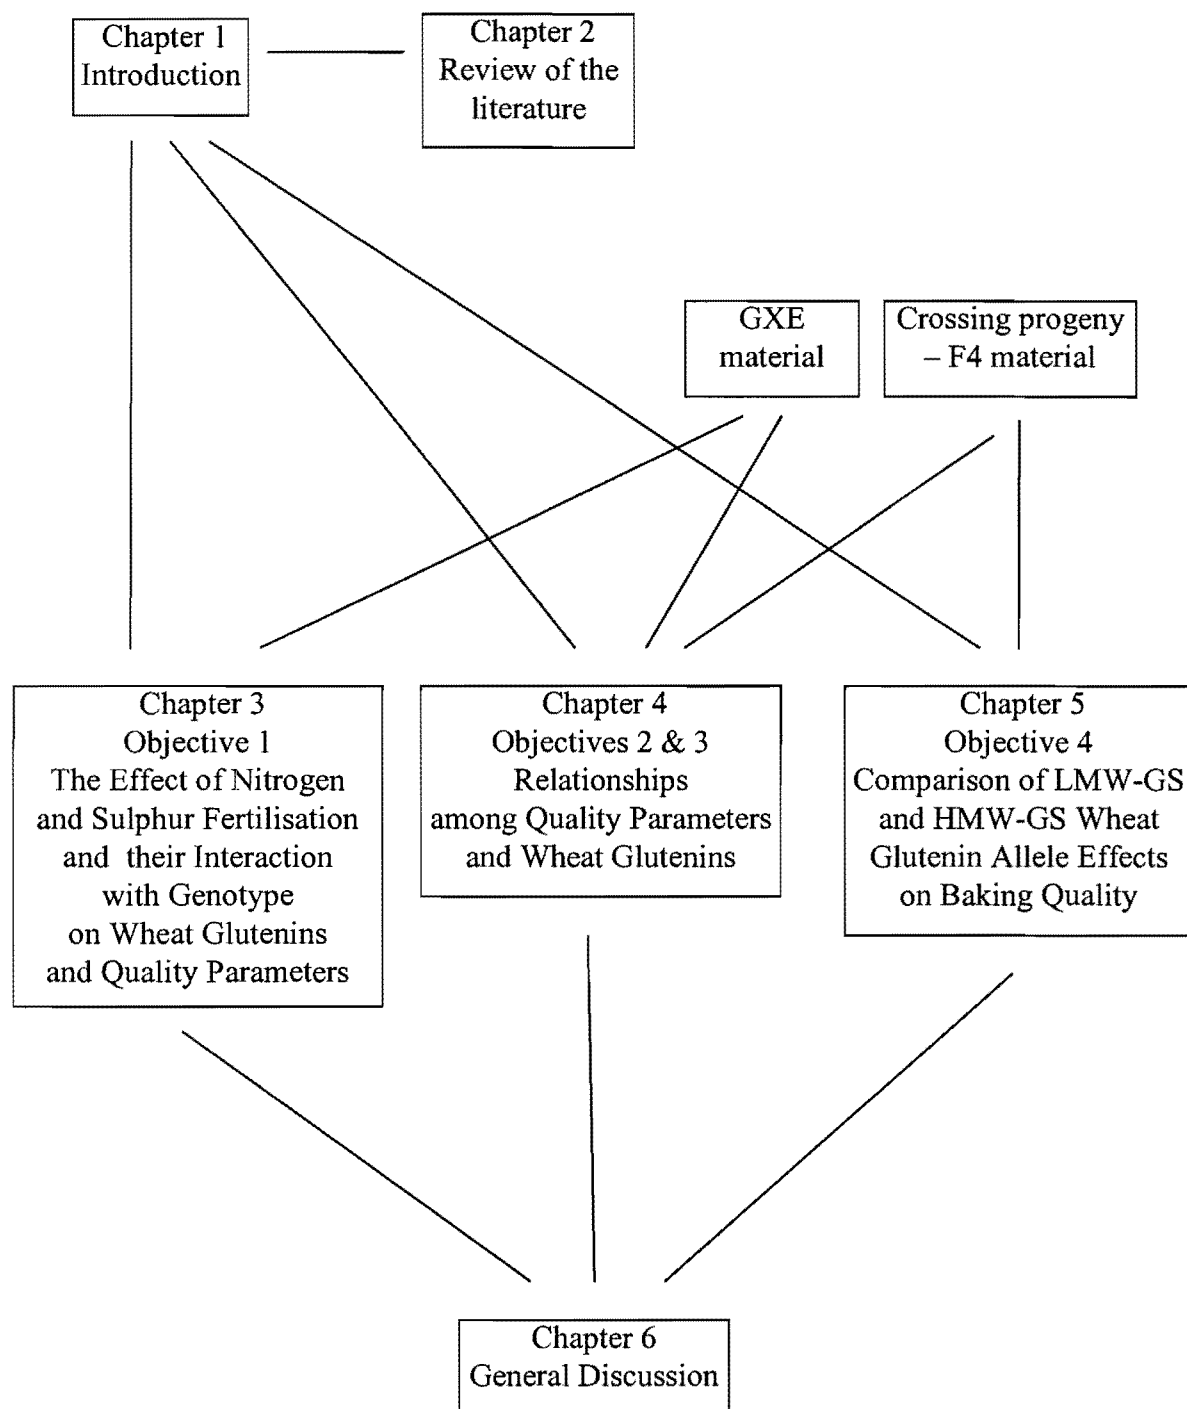 Chapter 1
Introduction
Chapter 2
Review of the
literature
GXE
material
Crossing progeny
– F4 material
Chapter 3
Objective 1
The Effect of Nitrogen
and Sulphur Fertilisation
and their Interaction
with Genotype
on Wheat Glutenins
and Quality Parameters
Chapter 4
Objectives 2 & 3
Relationships
among Quality Parameters
and Wheat Glutenins
Chapter 5
Objective 4
Comparison of LMW-GS
and HMW-GS Wheat
Glutenin Allele Effects
on Baking Quality
Chapter 6
General Discussion